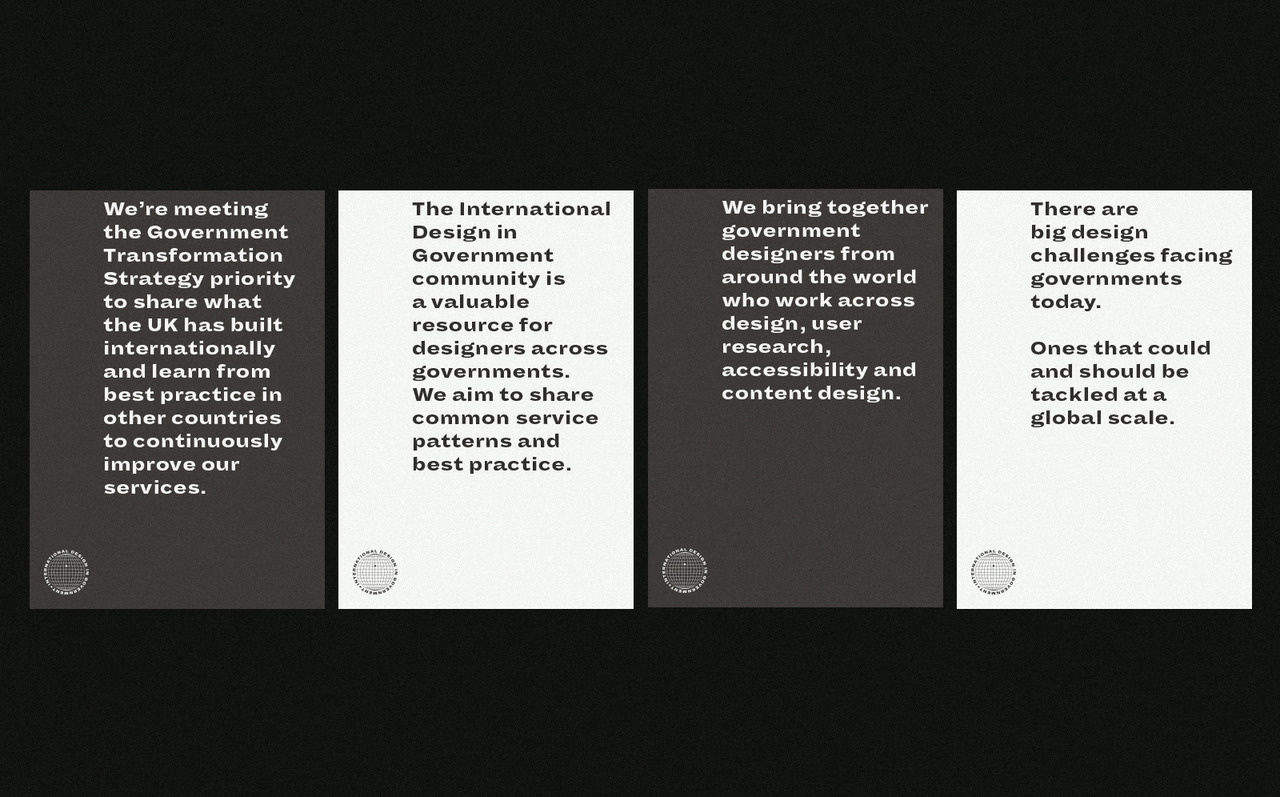 We’re meeting
the Government
Transformation
Strategy priority
to share what
the UK has built
internationally
and learn from
best practice in
other countries
to continuously
improve our
services.
INTERNATIONAL DESIGN IN GOVERNMENT
The International
Design in
Government
community is
a valuable
resource for
designers across
governments.
We aim to share
common service
patterns and
best practice.
INTERNATIONAL DESIGN IN GOVERNMENT
We bring together
government
designers from
around the world
who work across
design, user
research,
accessibility and
content design.
INTERNATIONAL DESIGN IN GOVERNMENT
There are
big design
challenges facing
governments
today.
Ones that could
and should be
tackled at a
global scale.
INTERNATIONAL DESIGN IN GOVERNMENT